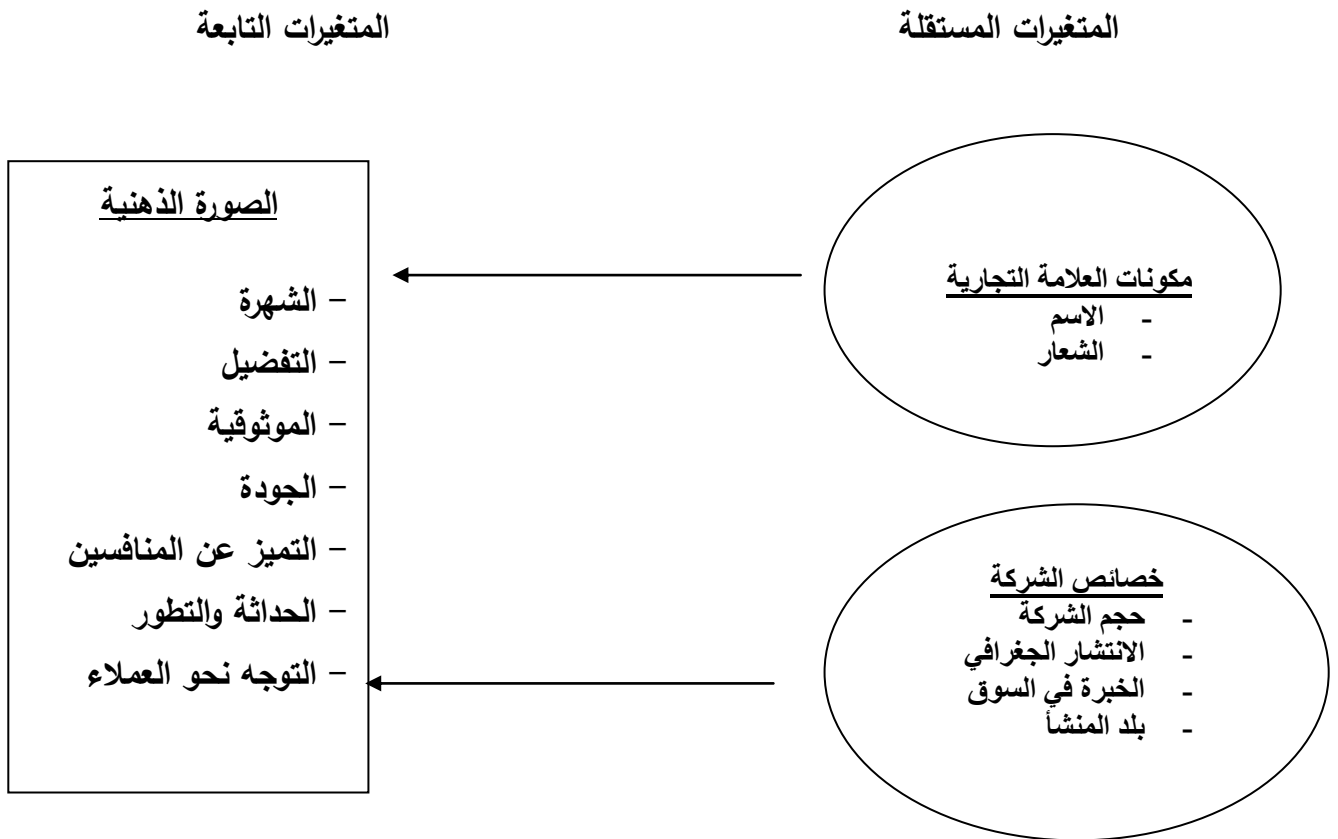 المتغيرات المستقلة
المتغيرات التابعة
مكونات العلامة التجارية
- الاسم
- الشعار
خصائص الشركة
- حجم الشركة
- الانتشار الجغرافي
- الخبرة في السوق
- بلد المنشأ
الصورة الذهنية
– الشهرة
– التفضيل
– الموثوقية
– الجودة
– التميز عن المنافسين
– الحداثة والتطور
– التوجه نحو العملاء